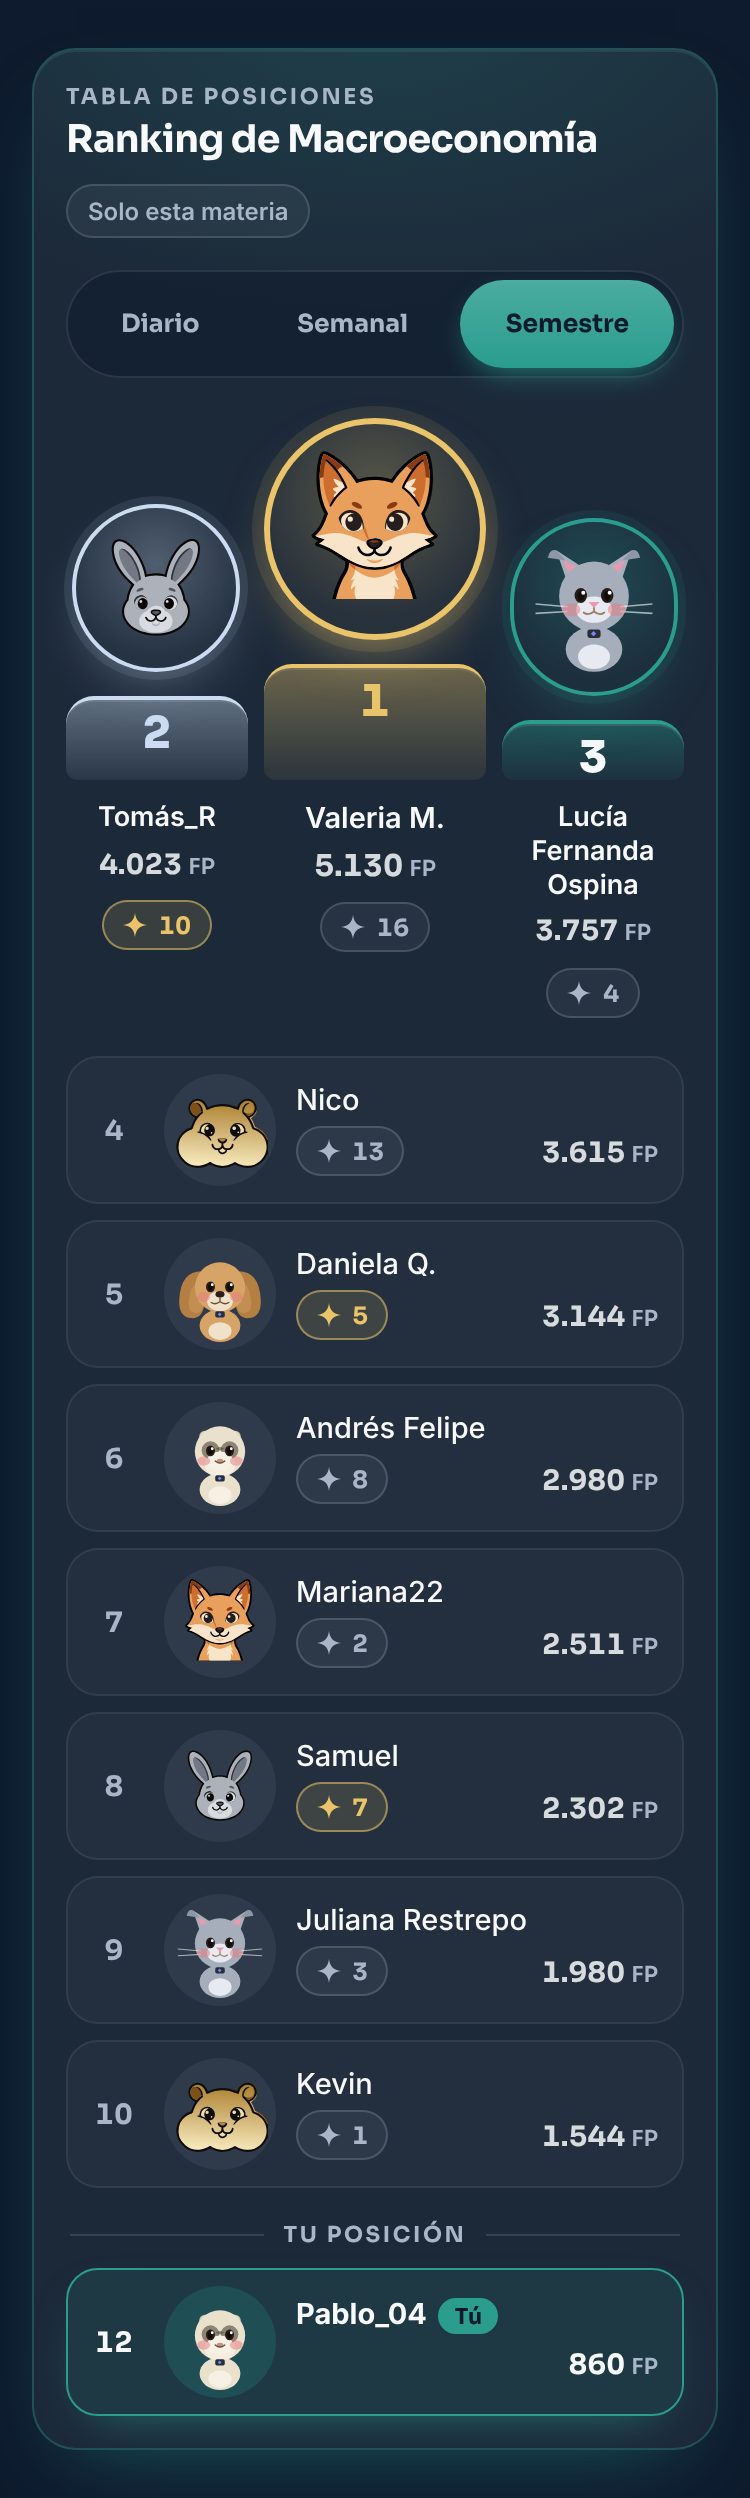 TABLA DE POSICIONES
Ranking de Macroeconomía
Solo esta materia
Diario Semanal Semestre
2
1
3
Tomás_R
4.023 FP
10
Valeria M.
5.130 FP
16
Lucía
Fernanda
Ospina
3.757 FP
4
4
Nico
13
3.615 FP
5
Daniela Q.
5
3.144 FP
6
Andrés Felipe
8
2.980 FP
7
Mariana22
2
2.511 FP
8
Samuel
7
2.302 FP
9
Juliana Restrepo
3
1.980 FP
10
Kevin
1
1.544 FP
TU POSICIÓN
12
Pablo_04 Tú
860 FP